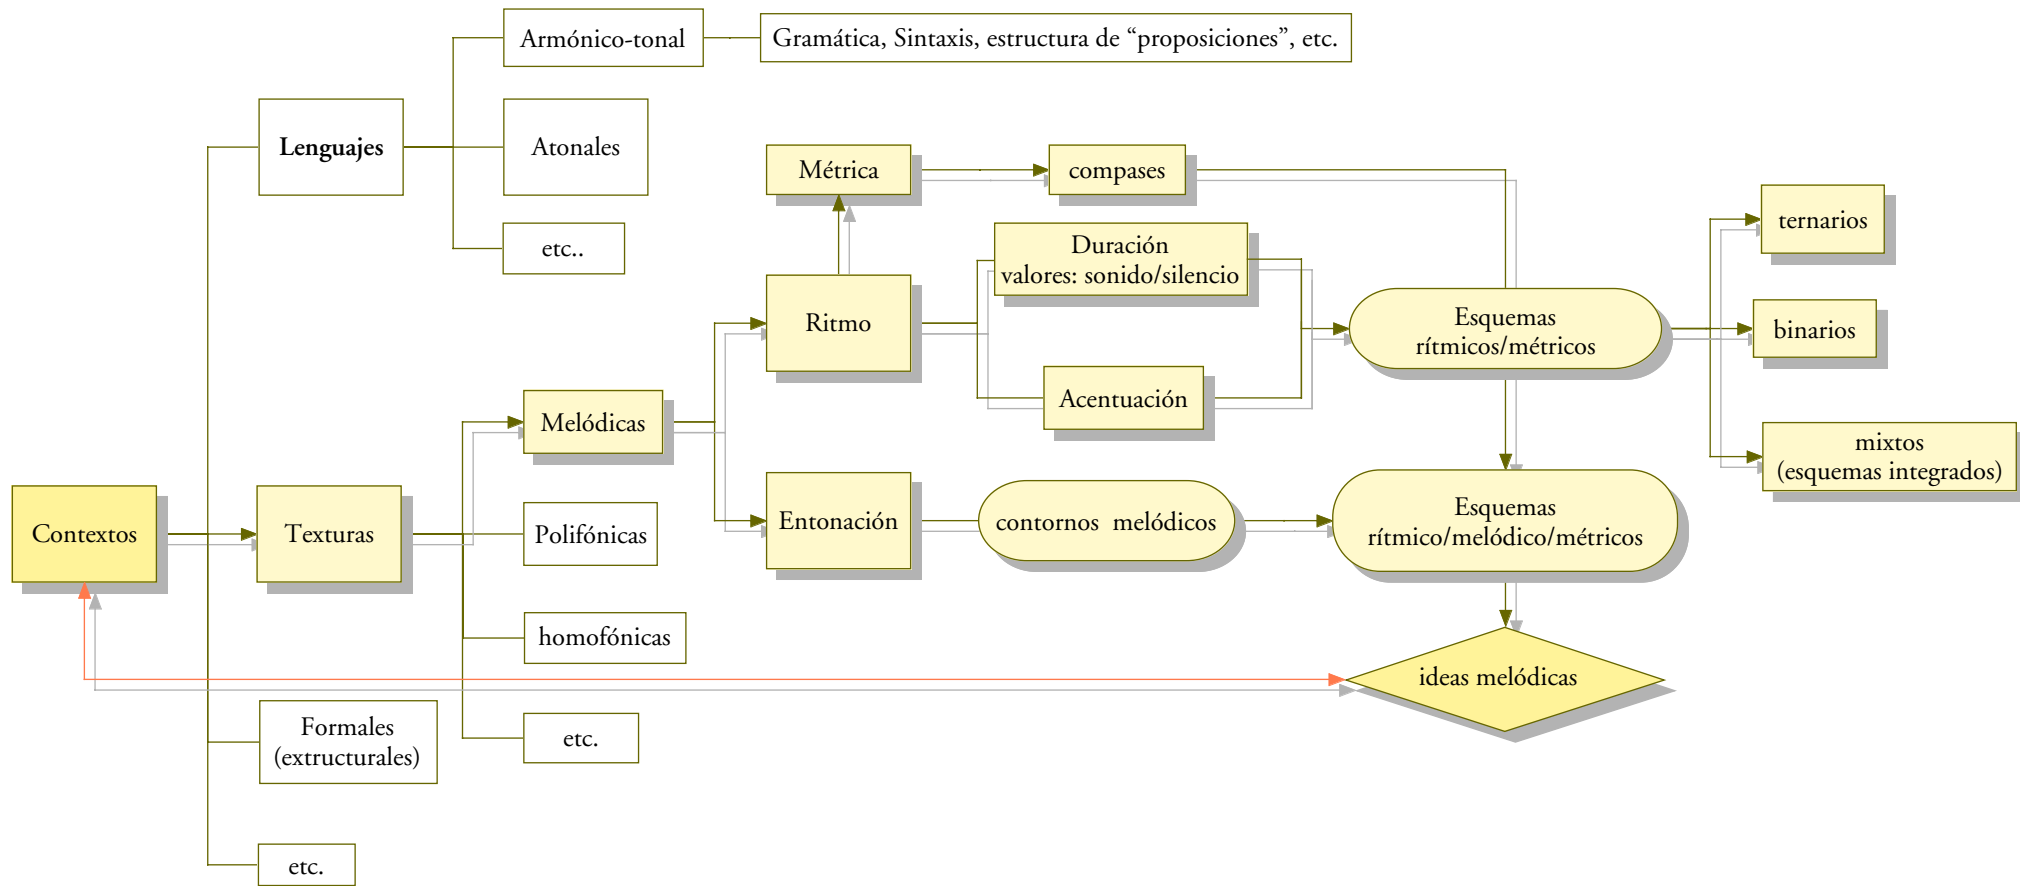 Armónico-tonal
Gramática, Sintaxis, estructura de “proposiciones”, etc.
Lenguajes
Atonales
etc..
Métrica
compases
Duración
valores: sonido/silencio
Ritmo
Acentuación
Esquemas
rítmicos/métricos
ternarios
binarios
mixtos
(esquemas integrados)
Melódicas
Contextos
Texturas
Polifónicas
Entonación
contornos melódicos
Esquemas
rítmico/melódico/métricos
homofónicas
ideas melódicas
Formales
(extructurales)
etc.
etc.